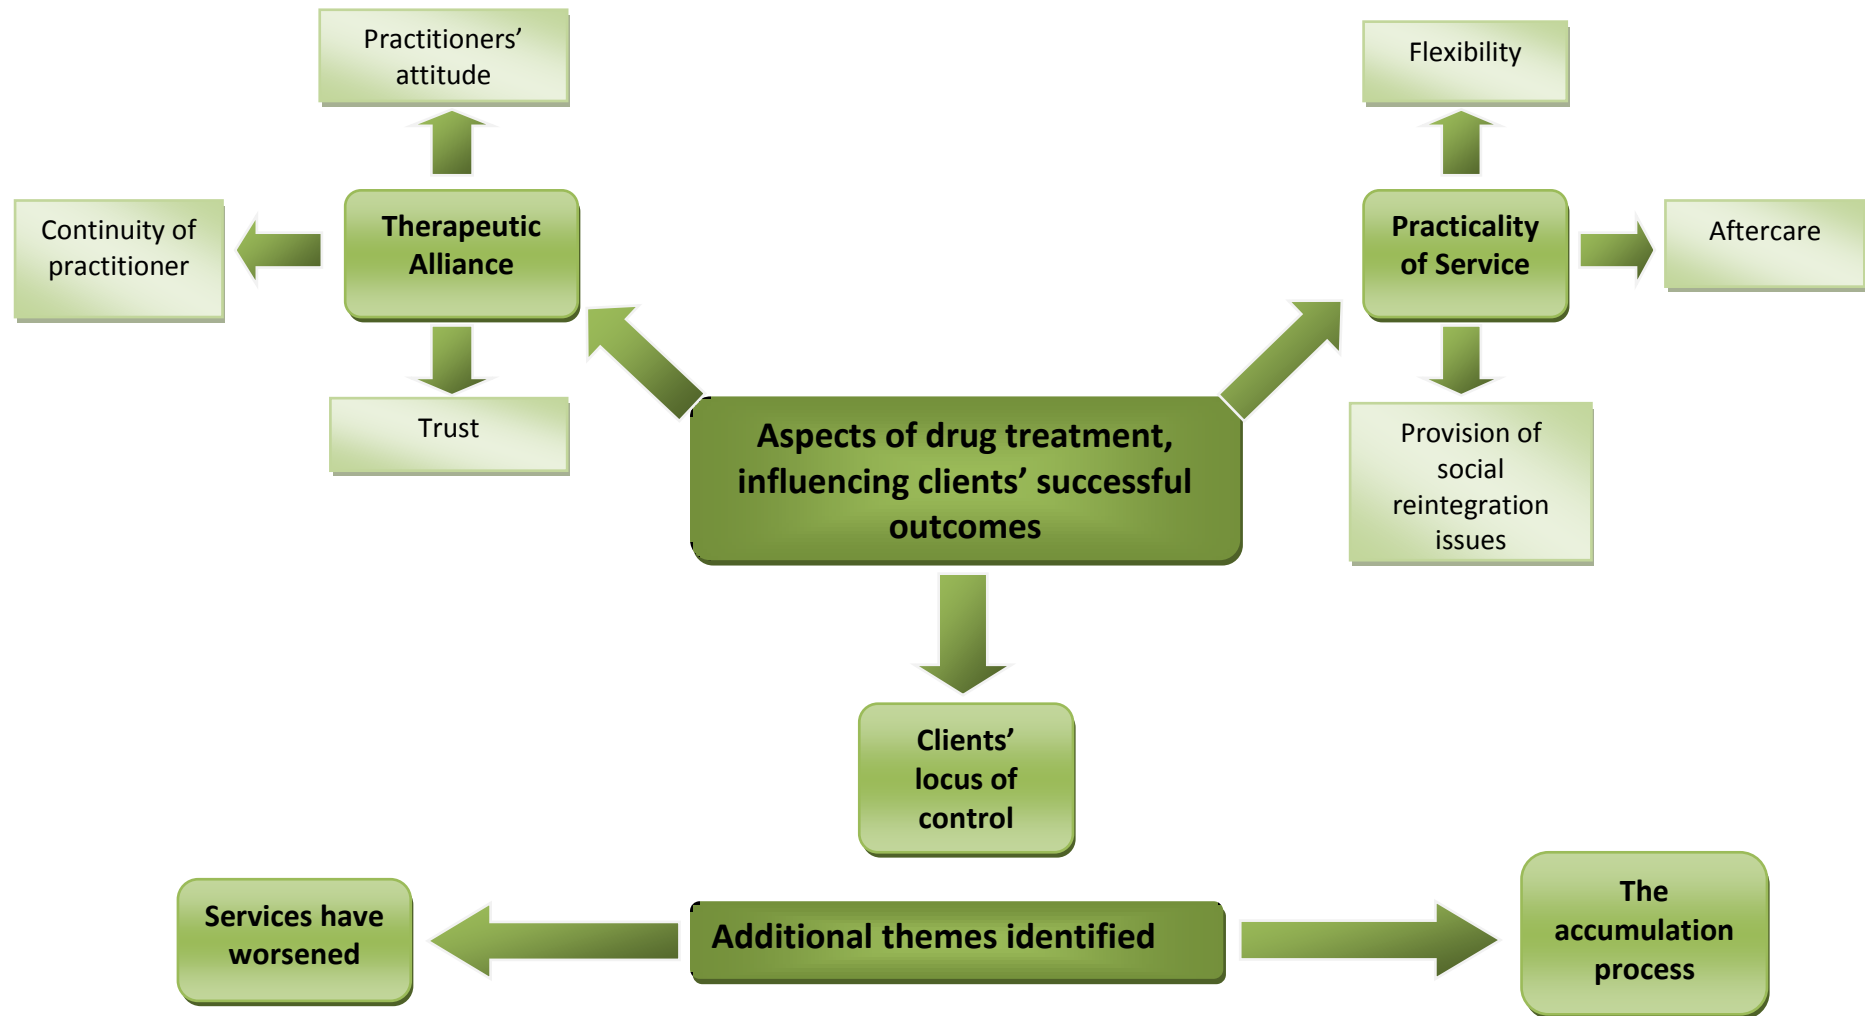 Practitioners’
attitude
Flexibility
Continuity of
practitioner
Therapeutic
Alliance
Practicality
of Service
Aftercare
Trust
Provision of
social
reintegration
issues
Aspects of drug treatment,
influencing clients’ successful
outcomes
Clients’
locus of
control
Services have
worsened
Additional themes identified
The
accumulation
process